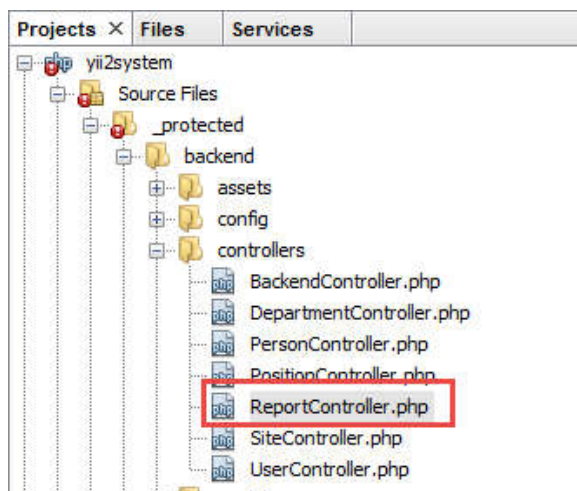 Projects × Files Services
yii2system
Source Files
_protected
backend
assets
config
controllers
BackendController.php
DepartmentController.php
PersonController.php
PositionController.php
ReportController.php
SiteController.php
UserController.php